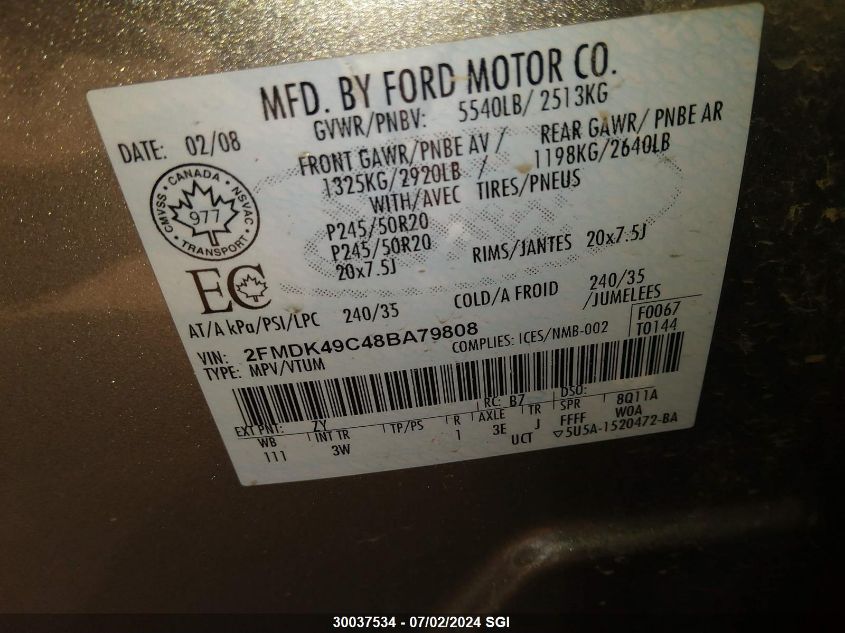 MFD. BY FORD MOTOR CO.
DATE: 02/08
GVWR/PNBV: 5540LB/ 2513KG
FRONT GAWR/PNBE AV / REAR GAWR/ PNBE AR
1325KG/2920LB / 1198KG/2640LB
WITH/AVEC TIRES/PNEUS
P245/50R20
P245/50R20
20x7.5J RIMS/JANTES 20x7.5J
CANADA
CMVSS NSVAC
977
TRANSPORT
EC
AT/A kPa/PSI/LPC 240/35 COLD/A FROID 240/35
/JUMELEES
VIN: 2FMDK49C48BA79808 COMPLIES: ICES/NMB-002
F0067
T0144
TYPE: MPV/VTUM
EXT PNT: ZY RC: B7 DSO:
WB INT TR TP/PS R AXLE TR SPR 8Q11A
111 3W 1 3E J FFFF W0A
UCT 5U5A-1520472-BA
30037534 - 07/02/2024 SGI